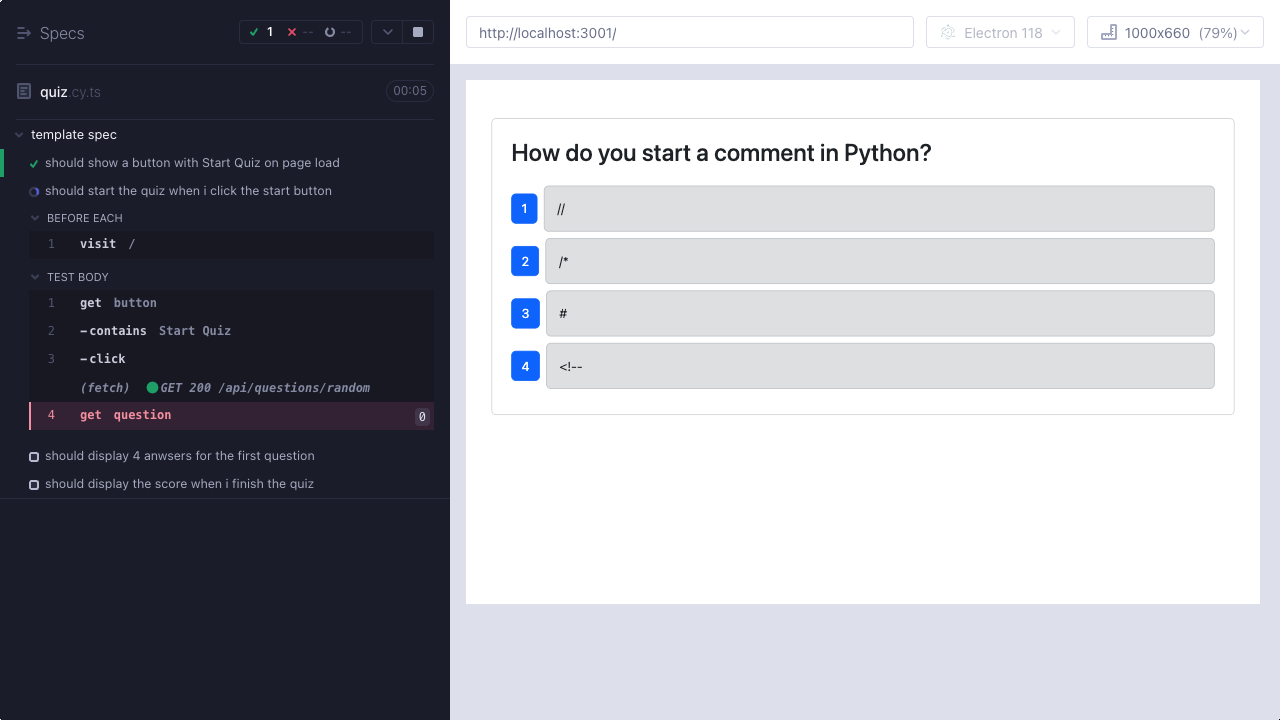 Specs
1
--
--
quiz.cy.ts
00:05
template spec
should show a button with Start Quiz on page load
should start the quiz when i click the start button
BEFORE EACH
1 visit /
TEST BODY
1 get button
2 -contains Start Quiz
3 -click
(fetch) GET 200 /api/questions/random
4 get question 0
should display 4 anwsers for the first question
should display the score when i finish the quiz
http://localhost:3001/
Electron 118
1000x660 (79%)
How do you start a comment in Python?
1 //
2 /*
3 #
4 <!--